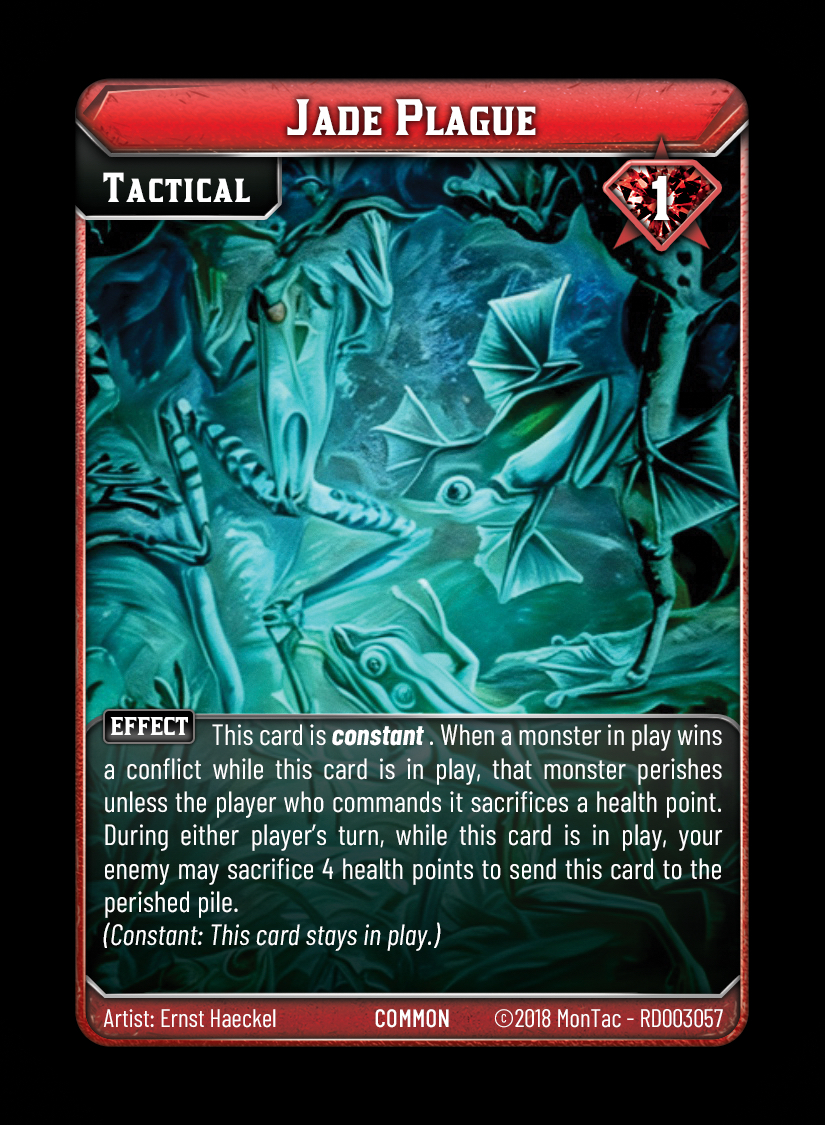 Jade Plague
Tactical
1
EFFECT This card is constant . When a monster in play wins
a conflict while this card is in play, that monster perishes
unless the player who commands it sacrifices a health point.
During either player's turn, while this card is in play, your
enemy may sacrifice 4 health points to send this card to the
perished pile.
(Constant: This card stays in play.)
Artist: Ernst Haeckel COMMON ©2018 MonTac - RD003057